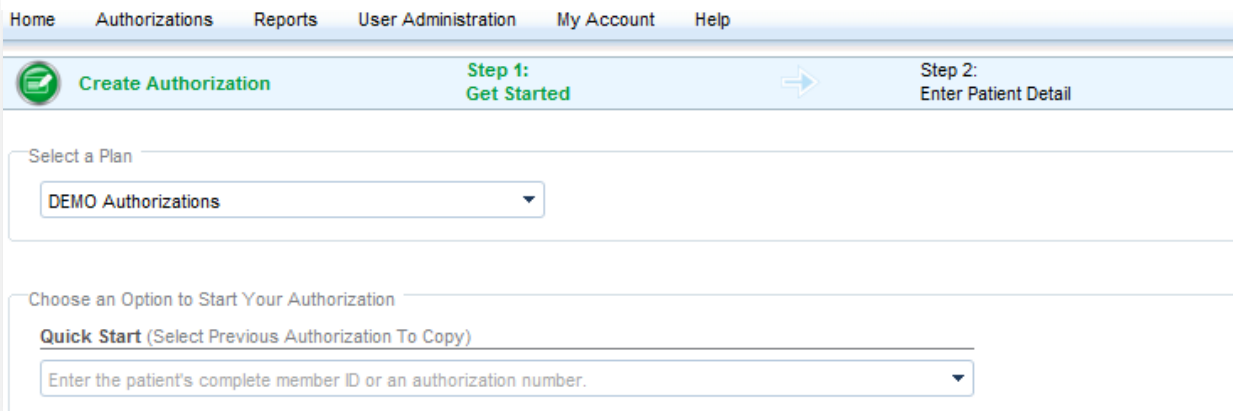 Home Authorizations Reports User Administration My Account Help
Create Authorization
Step 1:
Get Started
Step 2:
Enter Patient Detail
Select a Plan
DEMO Authorizations
Choose an Option to Start Your Authorization
Quick Start (Select Previous Authorization To Copy)
Enter the patient's complete member ID or an authorization number.